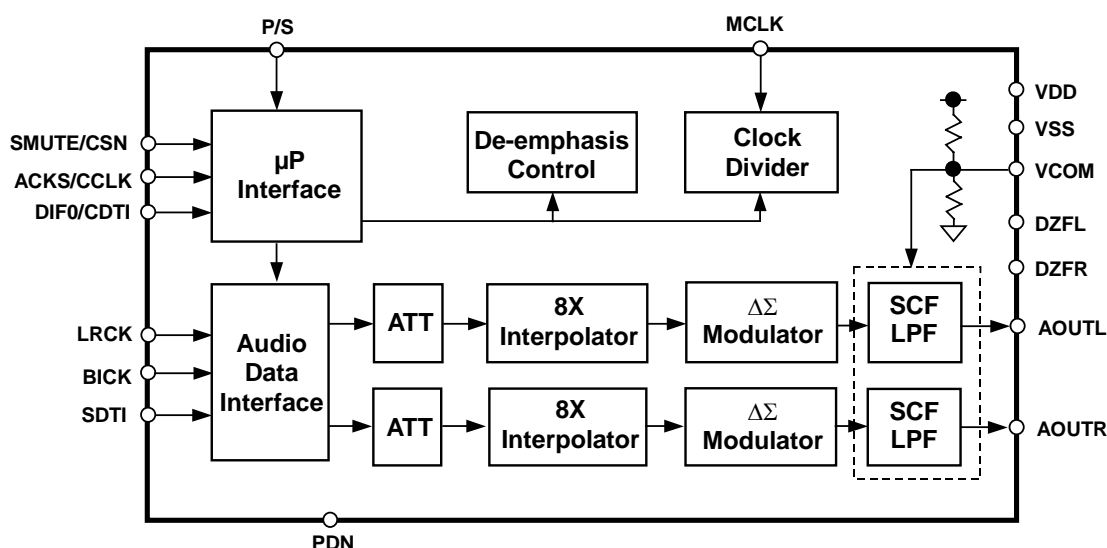 P/S
MCLK
VDD
VSS
VCOM
DZFL
DZFR
AOUTL
AOUTR
SMUTE/CSN
ACKS/CCLK
DIF0/CDTI
µP
Interface
De-emphasis
Control
Clock
Divider
LRCK
BICK
SDTI
Audio
Data
Interface
ATT
8X
Interpolator
ΔΣ
Modulator
SCF
LPF
ATT
8X
Interpolator
ΔΣ
Modulator
SCF
LPF
PDN